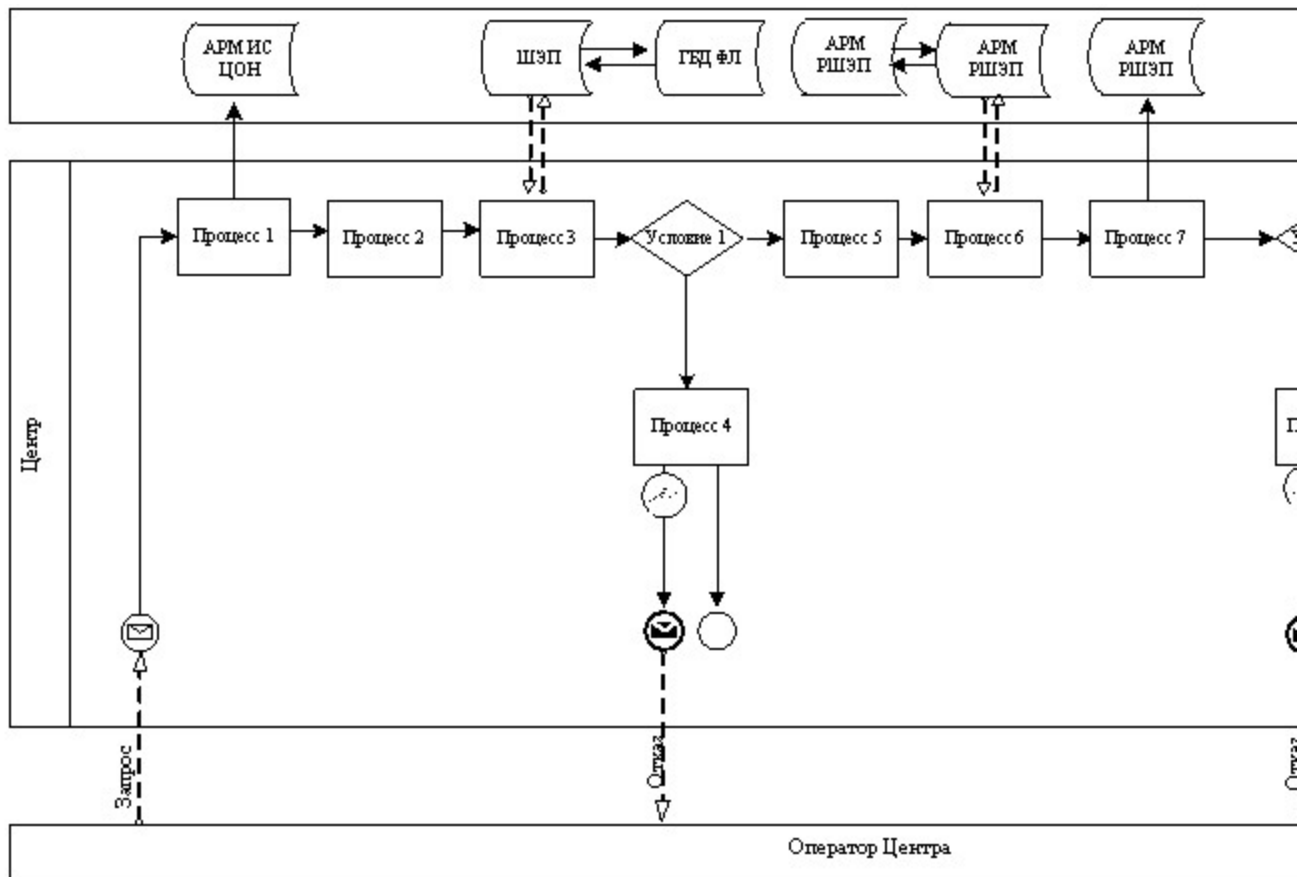 АРМ ИС
ЦОН
ШЭП
ГБД ФЛ
АРМ
РШЭП
АРМ
РШЭП
АРМ
РШЭП
Процесс 1
Процесс 2
Процесс 3
Условие 1
Процесс 5
Процесс 6
Процесс 7
Процесс 4
Центр
Запрос
Отказ
Отказ
Оператор Центра